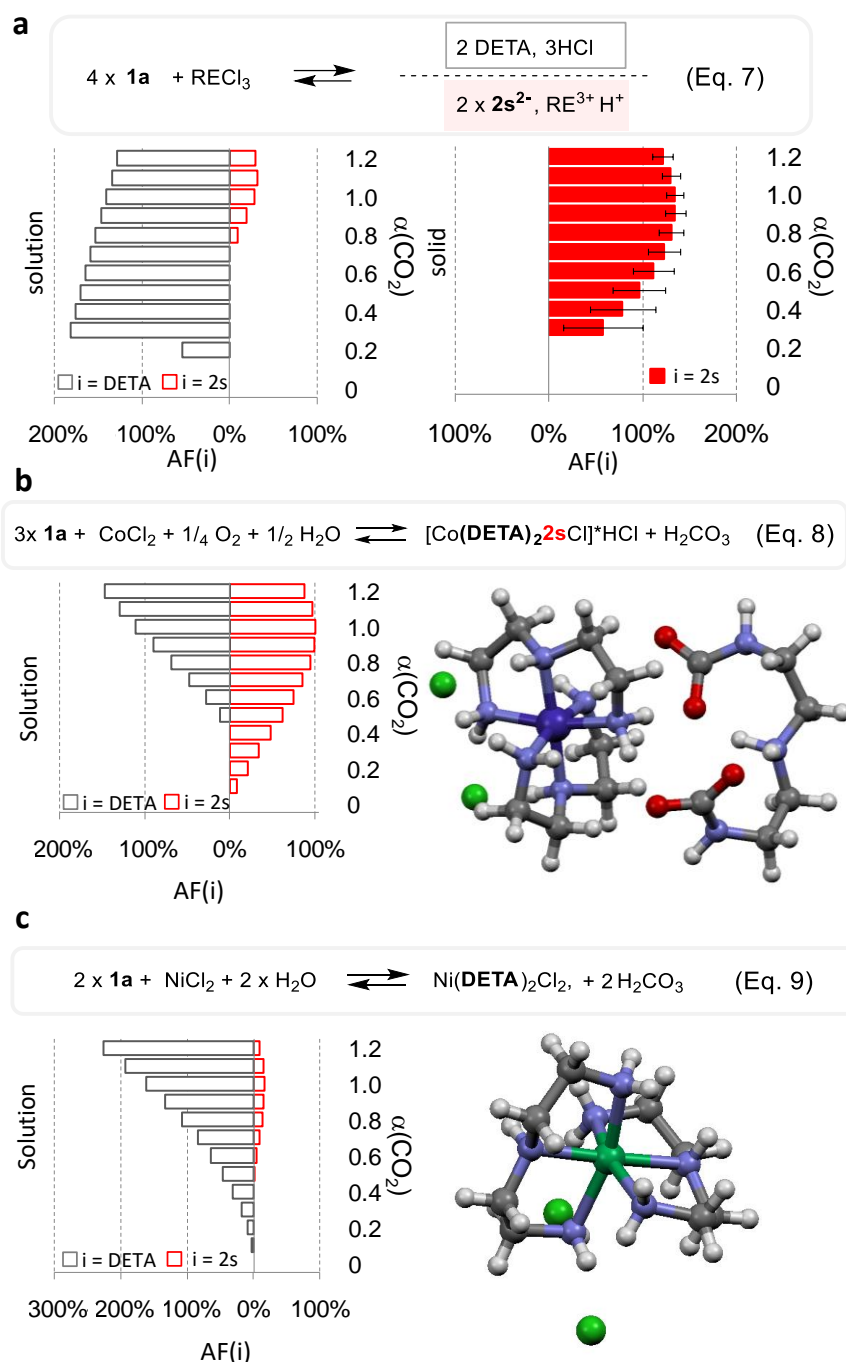 a
4 x 1a + RECl3
2 DETA, 3HCl
2 x 2s2-, RE3+ H+
(Eq. 7)
solution
1.2
1.0
0.8
0.6
0.4
0.2
0
α(CO2)
i = DETA i = 2s
200% 100% 0% 100%
AF(i)
solid
1.2
1.0
0.8
0.6
0.4
0.2
0
α(CO2)
i = 2s
100% 0% 100% 200%
AF(i)
b
3x 1a + CoCl2 + 1/4 O2 + 1/2 H2O [Co(DETA)22sCl]*HCl + H2CO3 (Eq. 8)
Solution
1.2
1.0
0.8
0.6
0.4
0.2
0
α(CO2)
i = DETA i = 2s
200% 100% 0% 100%
AF(i)
c
2 x 1a + NiCl2 + 2 x H2O Ni(DETA)2Cl2, + 2 H2CO3 (Eq. 9)
Solution
1.2
1.0
0.8
0.6
0.4
0.2
0
α(CO2)
i = DETA i = 2s
300% 200% 100% 0% 100%
AF(i)